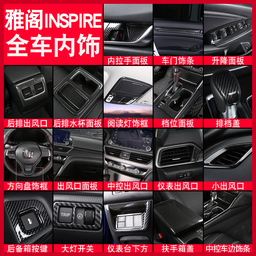 雅阁INSPIRE
全车内饰
内拉手面板
车门饰条
升降面板
后排出风口
后排水杯面板
阅读灯饰框
档位面板
排档盖
方向盘饰框
出风口面板
中控出风口
仪表出风口
小出风口
后备箱按键
大灯开关
仪表台下方
扶手箱盖
中控车边饰条